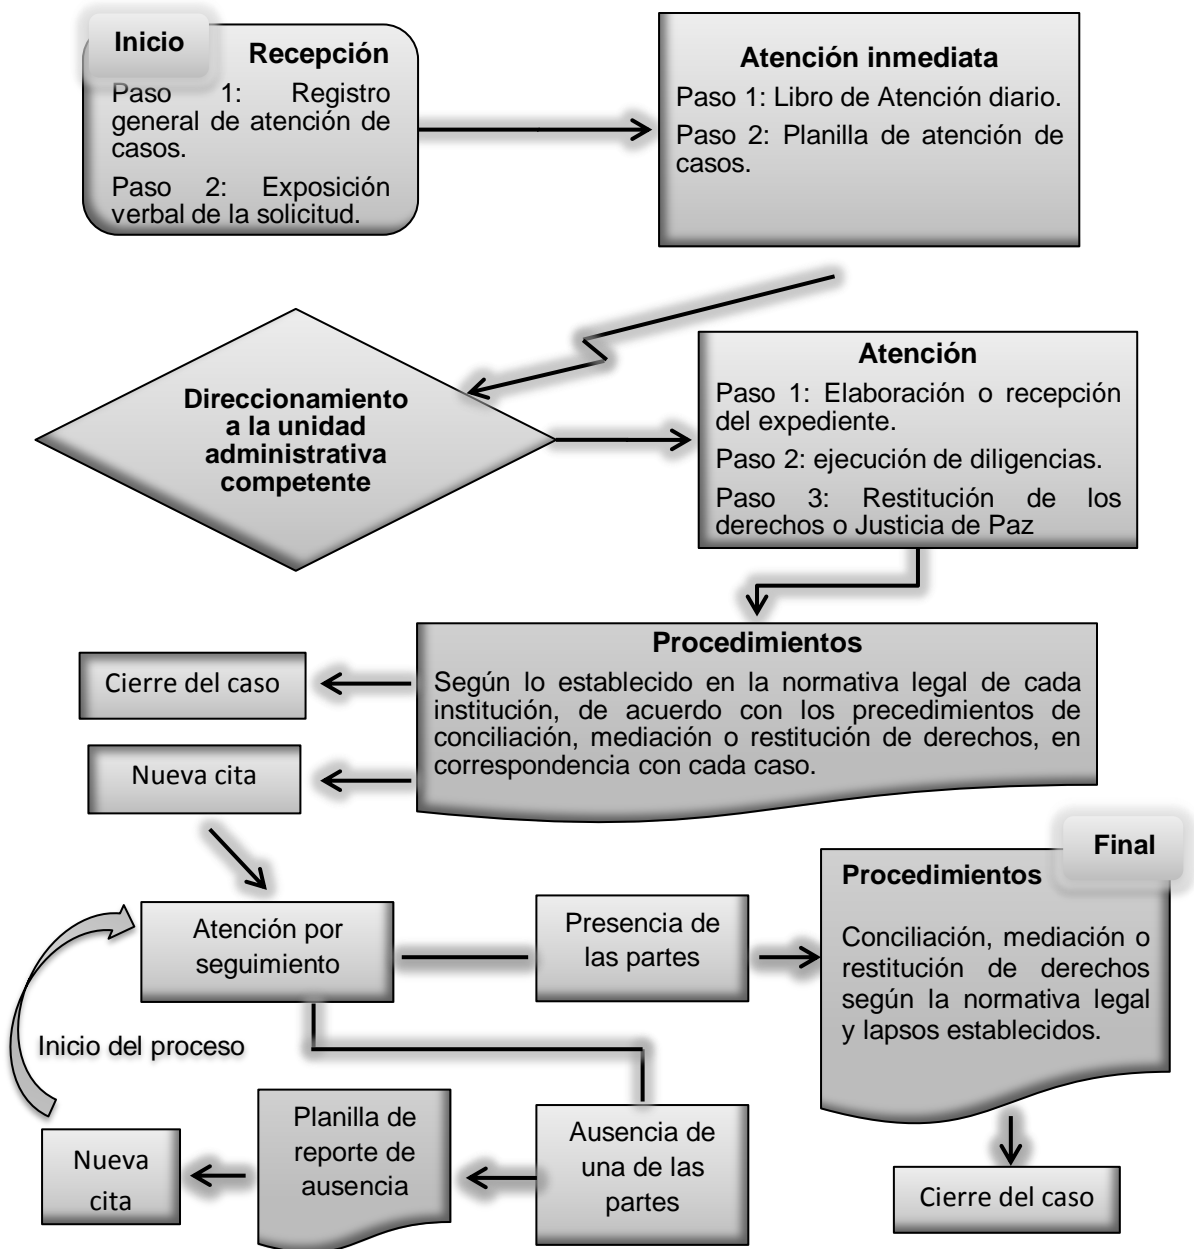 Inicio
Recepción
Paso 1: Registro
general de atención de
casos.
Paso 2: Exposición
verbal de la solicitud.
Atención inmediata
Paso 1: Libro de Atención diario.
Paso 2: Planilla de atención de
casos.
Direccionamiento
a la unidad
administrativa
competente
Atención
Paso 1: Elaboración o recepción
del expediente.
Paso 2: ejecución de diligencias.
Paso 3: Restitución de los
derechos o Justicia de Paz
Procedimientos
Según lo establecido en la normativa legal de cada
institución, de acuerdo con los precedimientos de
conciliación, mediación o restitución de derechos, en
correspondencia con cada caso.
Cierre del caso
Nueva cita
Atención por
seguimiento
Presencia de
las partes
Final
Procedimientos
Conciliación, mediación o
restitución de derechos
según la normativa legal
y lapsos establecidos.
Inicio del proceso
Nueva
cita
Planilla de
reporte de
ausencia
Ausencia de
una de las
partes
Cierre del caso